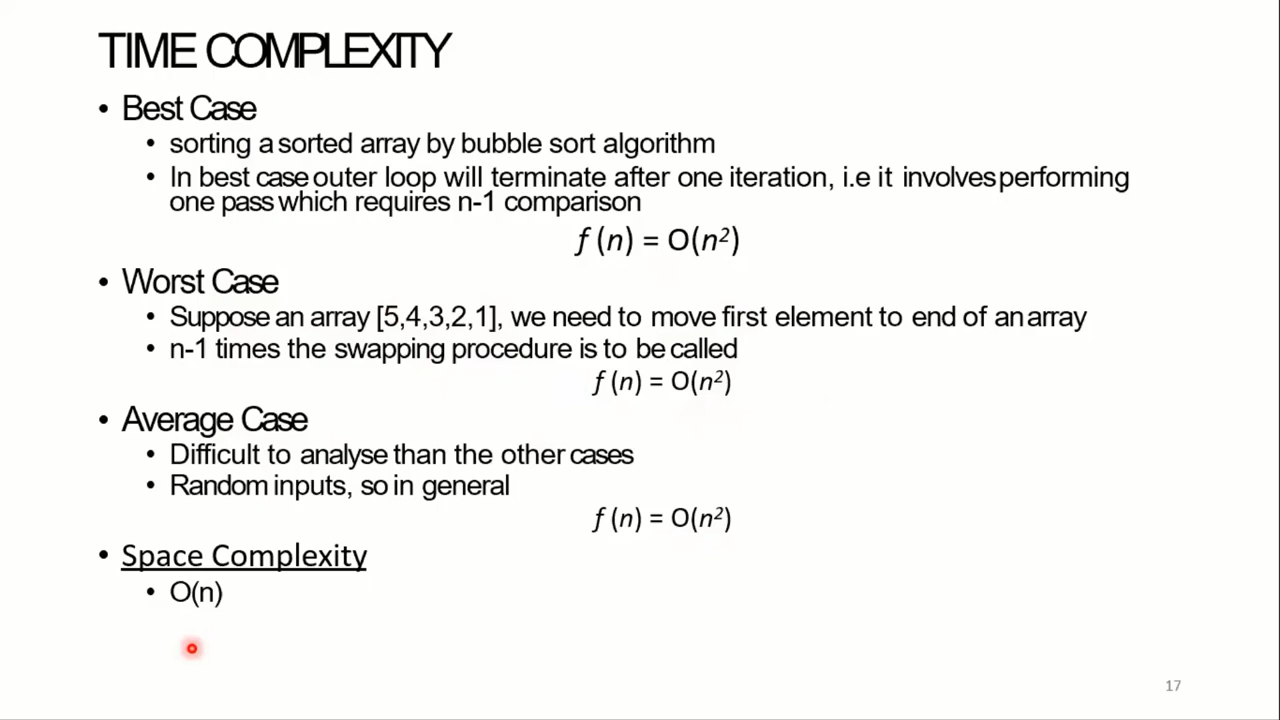 TIME COMPLEXITY
• Best Case
• sorting a sorted array by bubble sort algorithm
• In best case outer loop will terminate after one iteration, i.e it involves performing
one pass which requires n-1 comparison
f (n) = O(n²)
• Worst Case
• Suppose an array [5,4,3,2,1], we need to move first element to end of an array
• n-1 times the swapping procedure is to be called
f (n) = O(n²)
• Average Case
• Difficult to analyse than the other cases
• Random inputs, so in general
f (n) = O(n²)
• Space Complexity
• O(n)
17